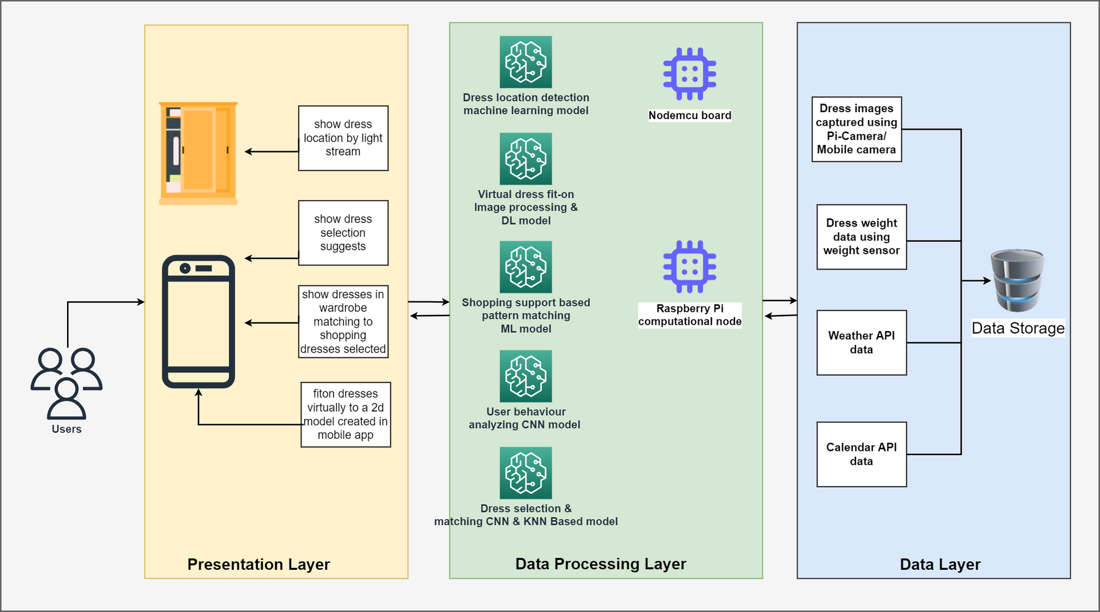 Users
show dress
location by light
stream
show dress
selection
suggests
show dresses in
wardrobe
matching to
shopping
dresses selected
fiton dresses
virtually to a 2d
model created in
mobile app
Presentation Layer
Dress location detection
machine learning model
Virtual dress fit-on
Image processing &
DL model
Shopping support based
pattern matching
ML model
User behaviour
analyzing CNN model
Dress selection &
matching CNN & KNN Based model
Nodemcu board
Raspberry Pi
computational node
Data Processing Layer
Dress images
captured using
Pi-Camera/
Mobile camera
Dress weight
data using
weight sensor
Weather API
data
Calendar API
data
Data Storage
Data Layer